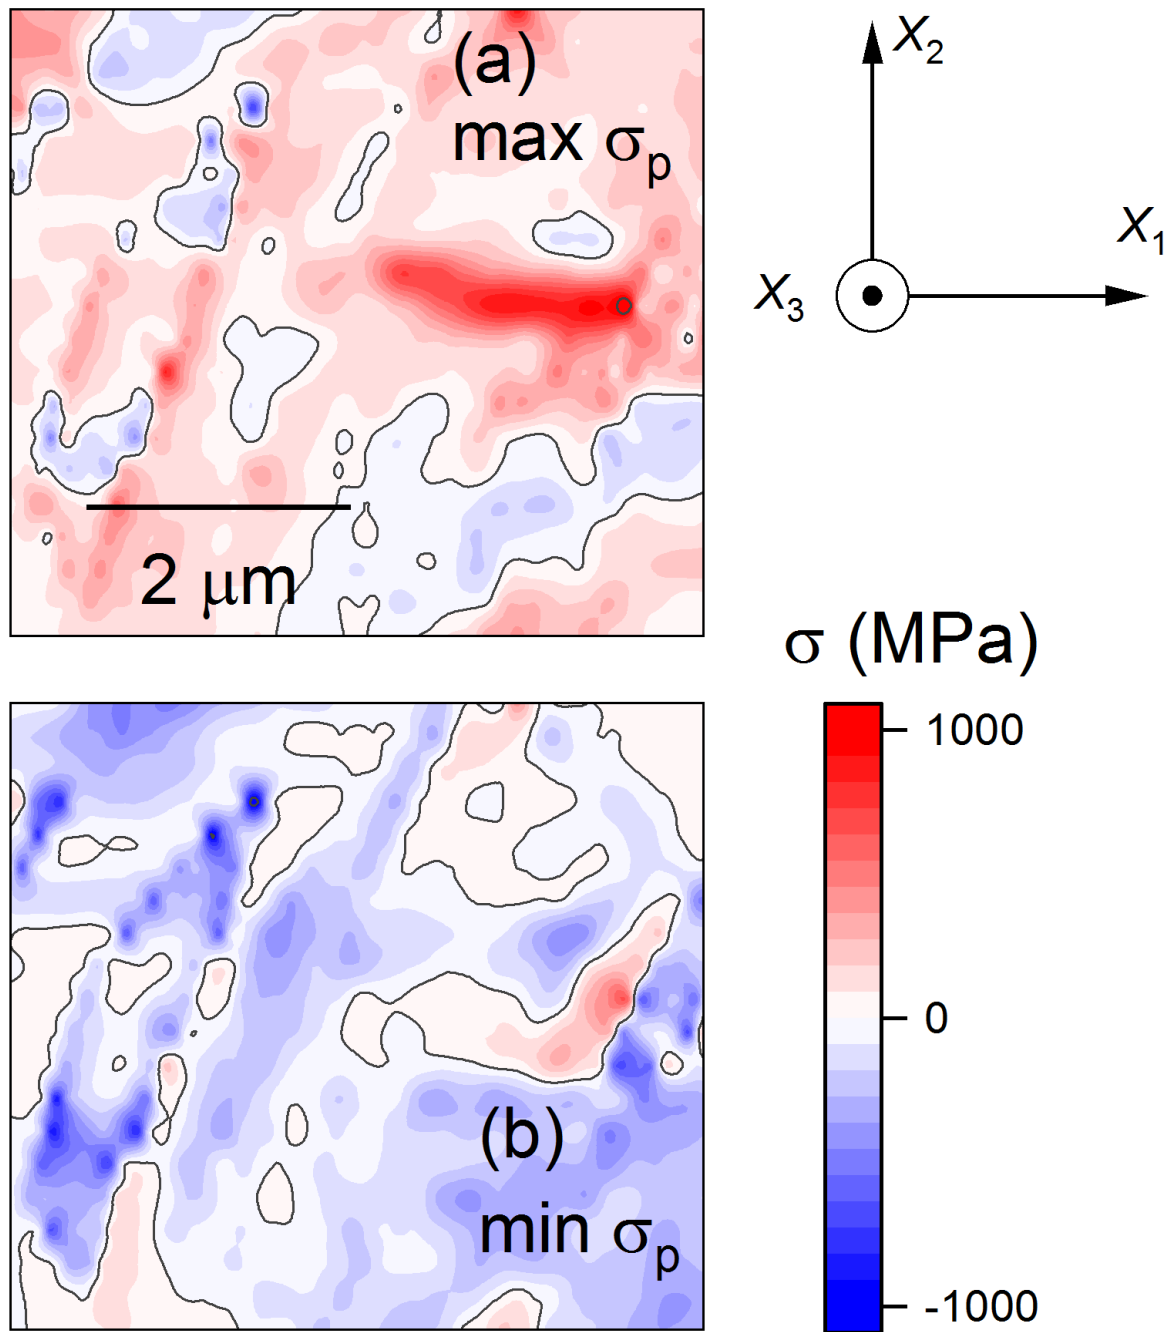 (a)
max σp
2 μm
X2
X1
X3
σ (MPa)
1000
0
-1000
(b)
min σp